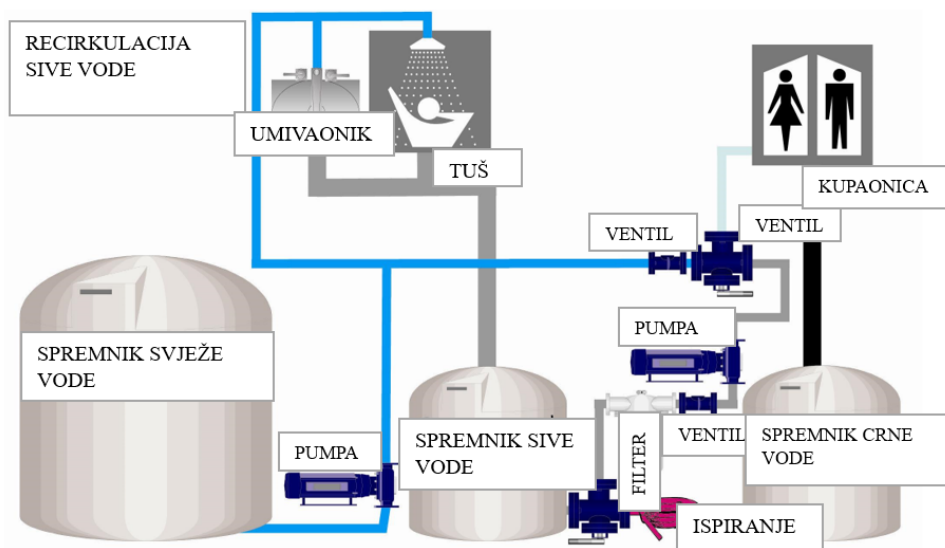 RECIRKULACIJA
SIVE VODE
UMIVAONIK
TUŠ
KUPAONICA
VENTIL
VENTIL
PUMPA
SPREMNIK SVJEŽE
VODE
PUMPA
SPREMNIK SIVE
VODE
FILTER
VENTIL
SPREMNIK CRNE
VODE
ISPIRANJE